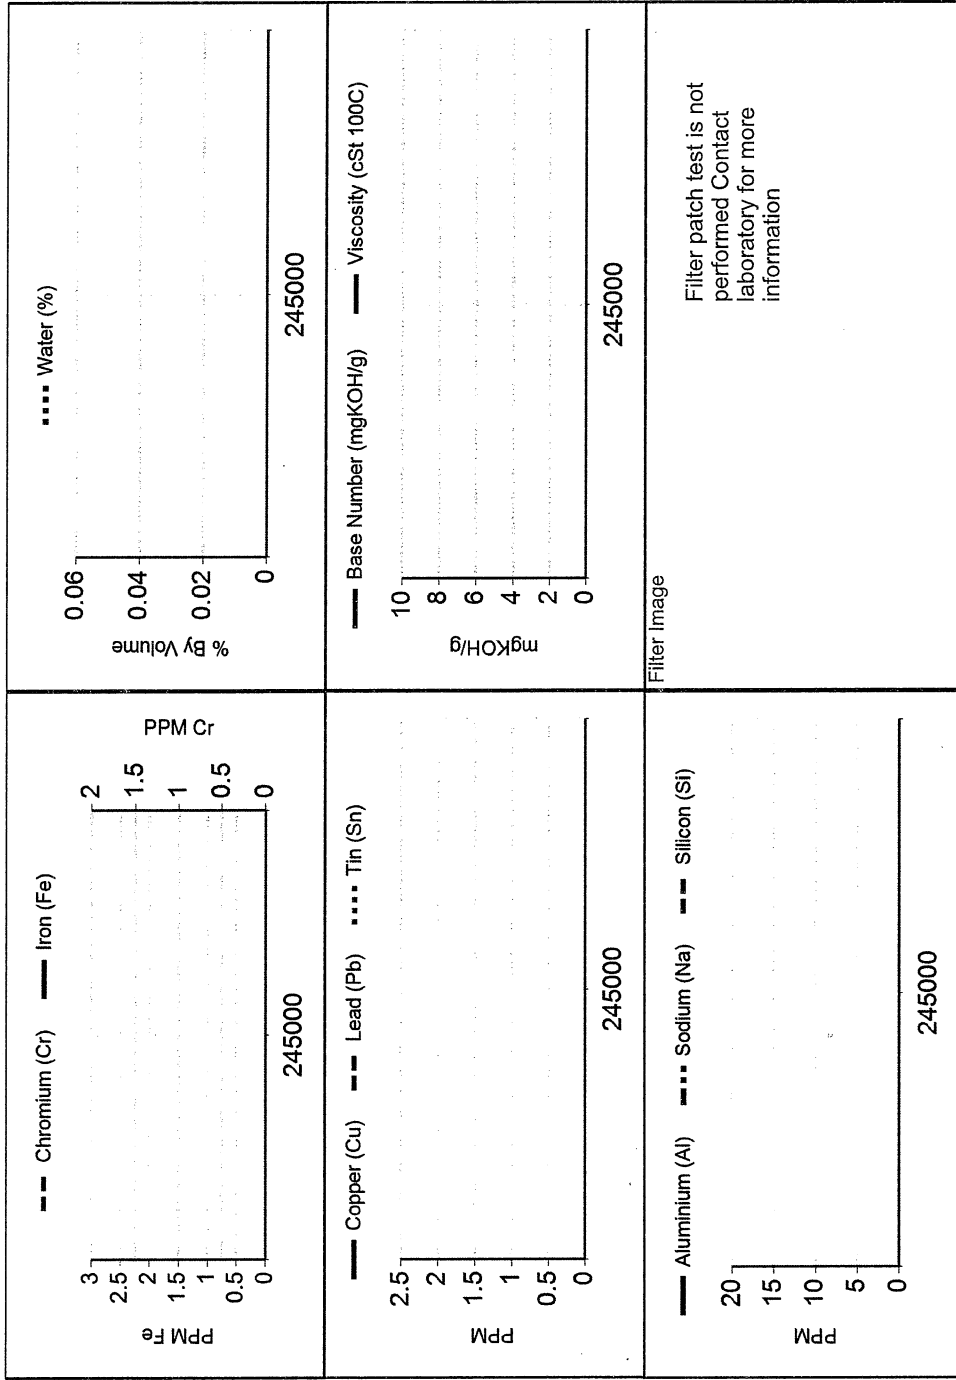 Chromium (Cr) Iron (Fe)
PPM Fe
3
2.5
2
1.5
1
0.5
0
PPM Cr
2
1.5
1
0.5
0
245000
Water (%)
% By Volume
0.06
0.04
0.02
0
245000
Copper (Cu) Lead (Pb) Tin (Sn)
PPM
2.5
2
1.5
1
0.5
0
245000
Base Number (mgKOH/g) Viscosity (cSt 100C)
mgKOH/g
10
8
6
4
2
0
245000
Aluminium (Al) Sodium (Na) Silicon (Si)
PPM
20
15
10
5
0
245000
Filter Image
Filter patch test is not
performed Contact
laboratory for more
information